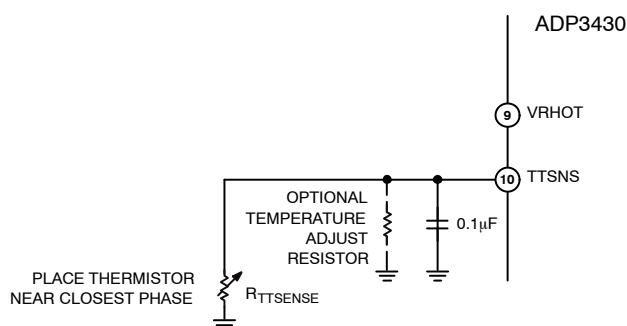 ADP3430
9 VRHOT
10 TTSNS
OPTIONAL
TEMPERATURE
ADJUST
RESISTOR
0.1µF
PLACE THERMISTOR
NEAR CLOSEST PHASE
RTTSENSE